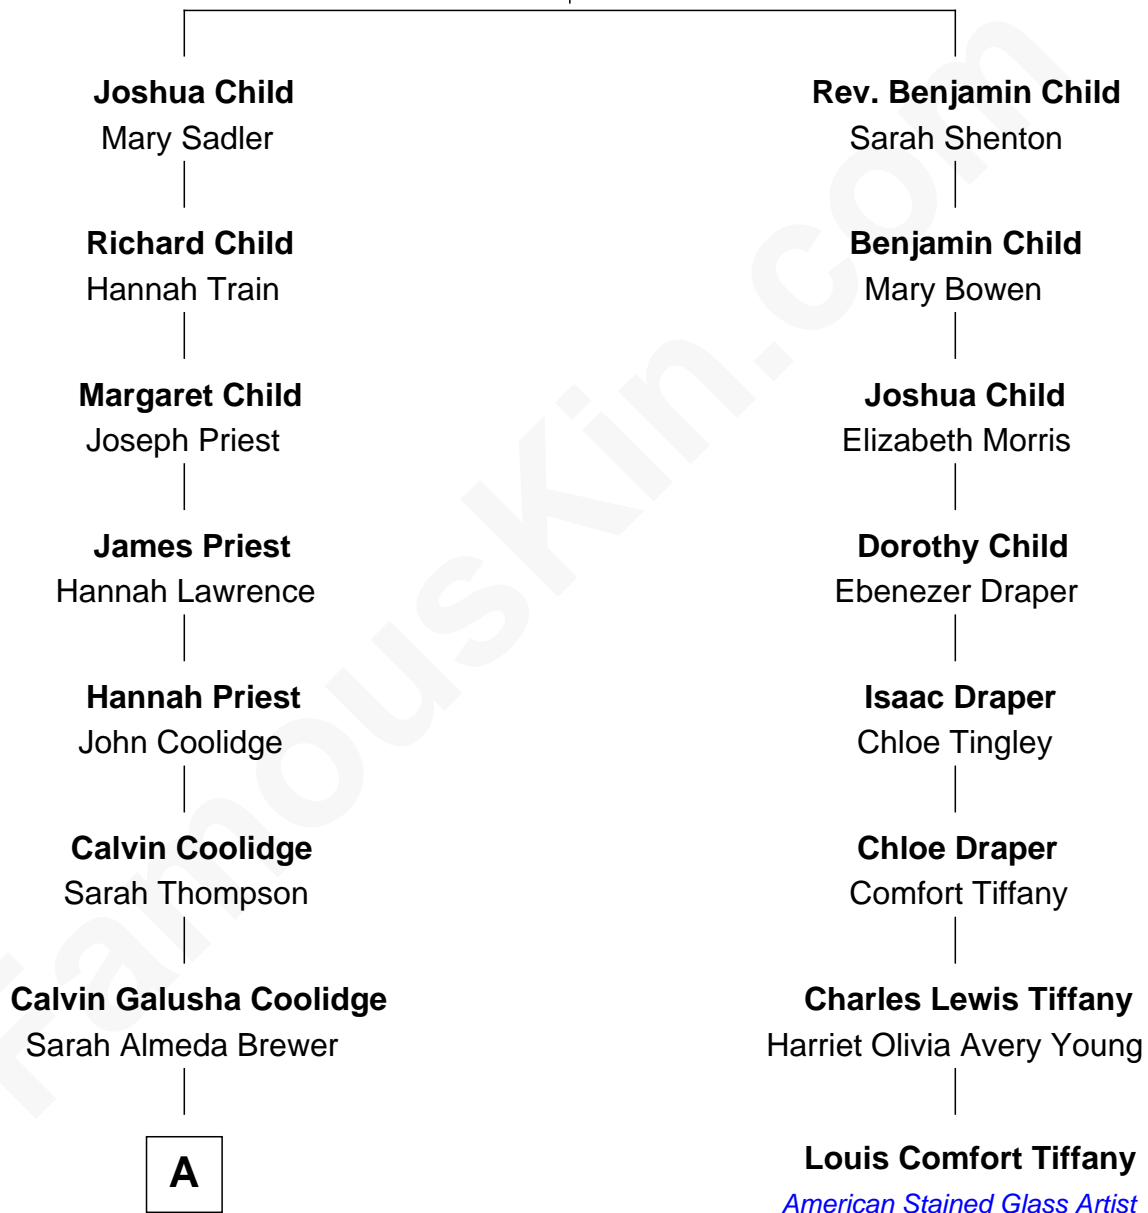 Joshua Child
Mary Sadler
Richard Child
Hannah Train
Margaret Child
Joseph Priest
James Priest
Hannah Lawrence
Hannah Priest
John Coolidge
Calvin Coolidge
Sarah Thompson
Calvin Galusha Coolidge
Sarah Almeda Brewer
A
Rev. Benjamin Child
Sarah Shenton
Benjamin Child
Mary Bowen
Joshua Child
Elizabeth Morris
Dorothy Child
Ebenezer Draper
Isaac Draper
Chloe Tingley
Chloe Draper
Comfort Tiffany
Charles Lewis Tiffany
Harriet Olivia Avery Young
Louis Comfort Tiffany
American Stained Glass Artist
FamousKin.com